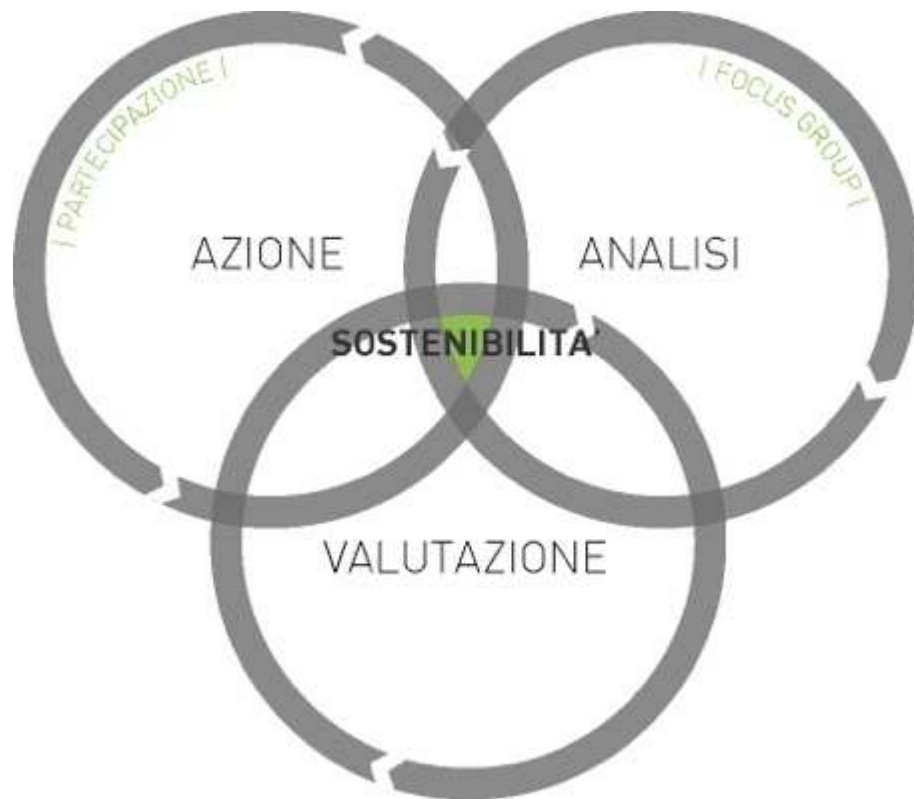 | PARTECIPAZIONE |
| FOCUS GROUP |
AZIONE
ANALISI
SOSTENIBILITA'
VALUTAZIONE